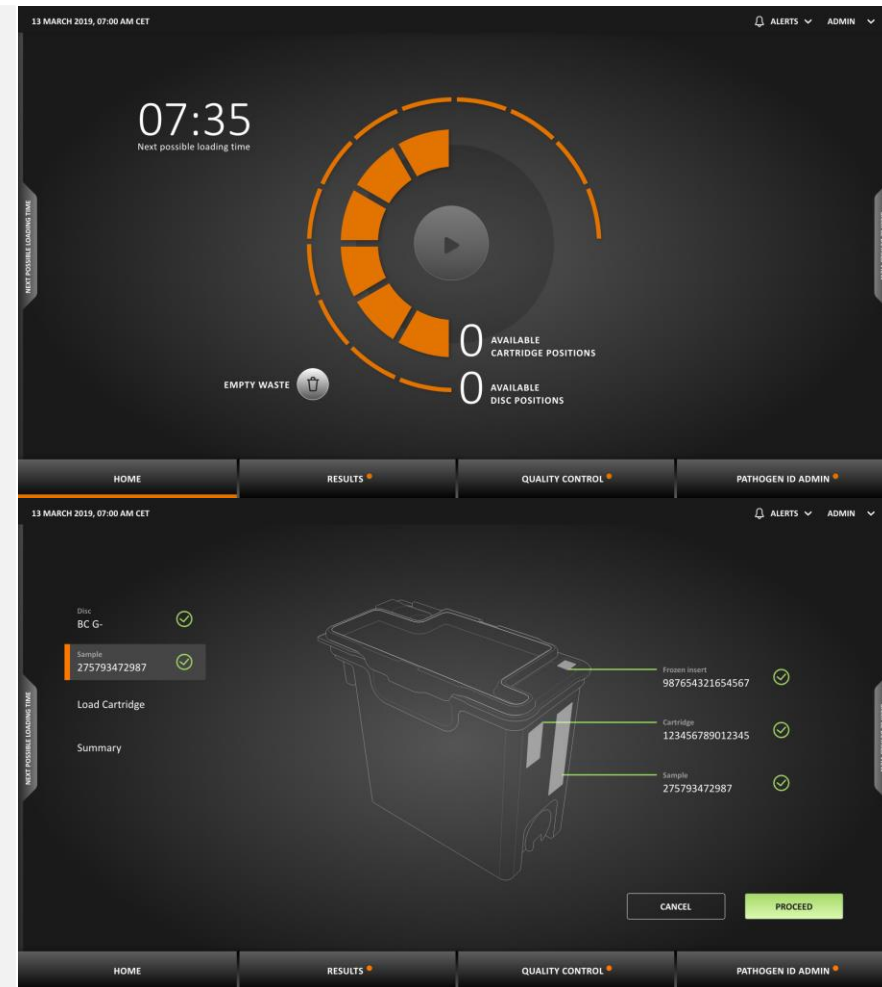 13 MARCH 2019, 07:00 AM CET
ALERTS
ADMIN
07:35
Next possible loading time
NEXT POSSIBLE LOADING TIME
0 AVAILABLE
CARTRIDGE POSITIONS
EMPTY WASTE
0 AVAILABLE
DISC POSITIONS
HOME
RESULTS
QUALITY CONTROL
PATHOGEN ID ADMIN
13 MARCH 2019, 07:00 AM CET
ALERTS
ADMIN
Disc
BC G-
Sample
275793472987
Load Cartridge
Summary
NEXT POSSIBLE LOADING TIME
Frozen insert
987654321654567
Cartridge
123456789012345
Sample
275793472987
CANCEL
PROCEED
HOME
RESULTS
QUALITY CONTROL
PATHOGEN ID ADMIN